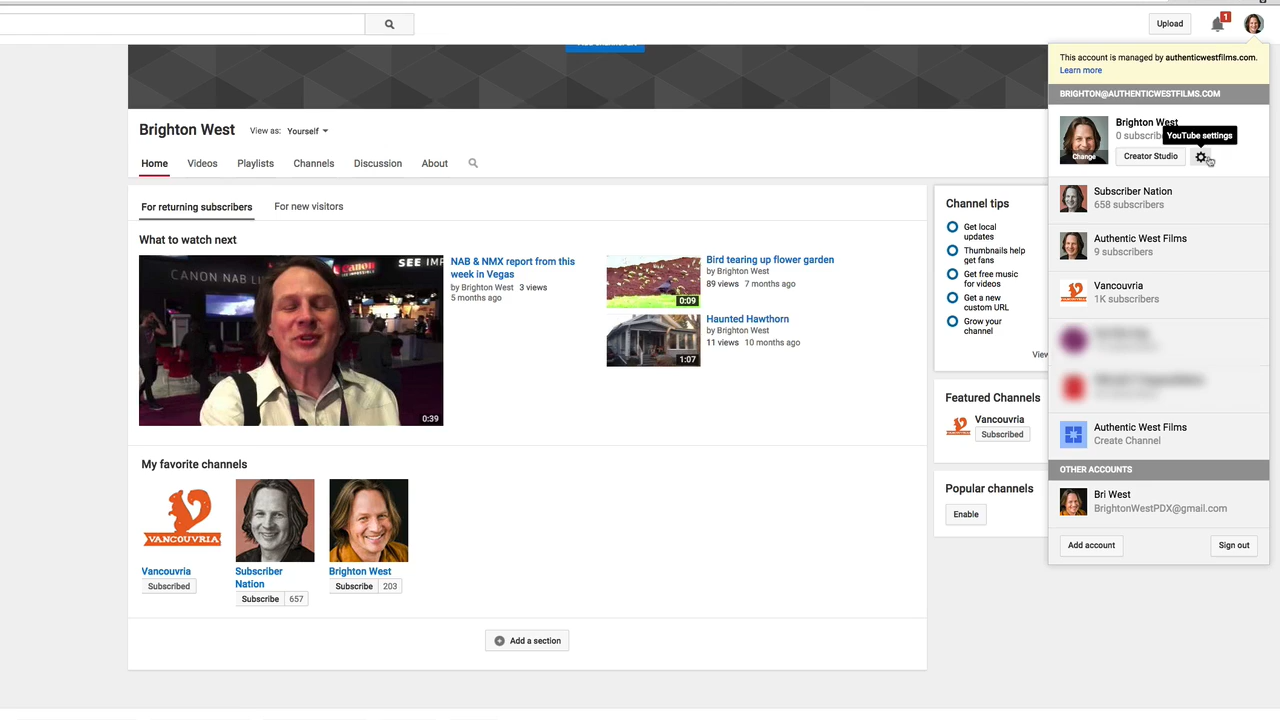 Upload
1
This account is managed by authenticwestfilms.com.
Learn more
BRIGHTON@AUTHENTICWESTFILMS.COM
Brighton West
0 subscrib
YouTube settings
Change
Creator Studio
Subscriber Nation
658 subscribers
Authentic West Films
9 subscribers
Vancouvria
1K subscribers
Authentic West Films
Create Channel
OTHER ACCOUNTS
Bri West
BrightonWestPDX@gmail.com
Add account
Sign out
Brighton West
View as: Yourself
Home
Videos
Playlists
Channels
Discussion
About
For returning subscribers
For new visitors
What to watch next
CANON NAB LI
Canon
SEE IMP
0:39
NAB & NMX report from this
week in Vegas
by Brighton West 3 views
5 months ago
0:09
Bird tearing up flower garden
by Brighton West
89 views 7 months ago
1:07
Haunted Hawthorn
by Brighton West
11 views 10 months ago
My favorite channels
VANCOUVRIA
Vancouvria
Subscribed
Subscriber
Nation
Subscribe 657
Brighton West
Subscribe 203
Add a section
Channel tips
Get local
updates
Thumbnails help
get fans
Get free music
for videos
Get a new
custom URL
Grow your
channel
View
Featured Channels
Vancouvria
Subscribed
Popular channels
Enable